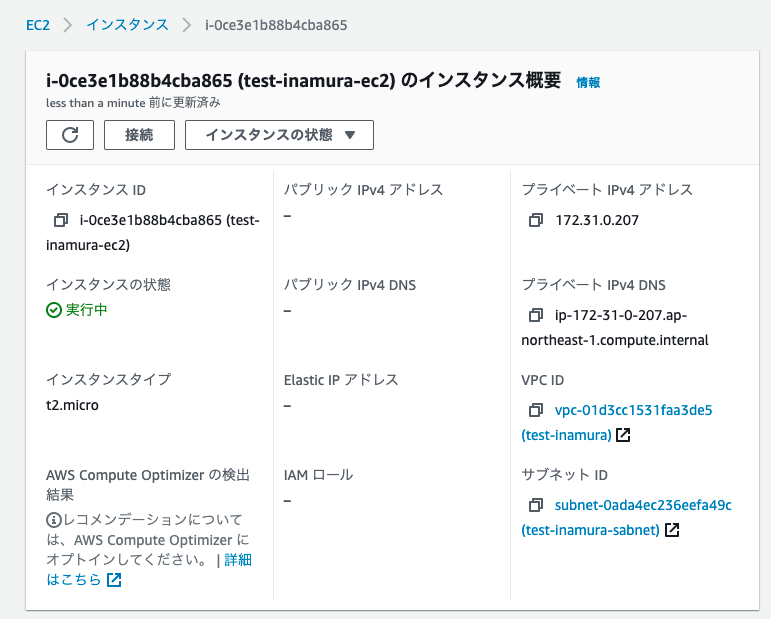 EC2 > インスタンス > i-0ce3e1b88b4cba865
i-0ce3e1b88b4cba865 (test-inamura-ec2) のインスタンス概要 情報
less than a minute 前に更新済み
接続 インスタンスの状態 ▼
インスタンス ID
i-0ce3e1b88b4cba865 (test-
inamura-ec2)
パブリック IPv4 アドレス
–
プライベート IPv4 アドレス
172.31.0.207
インスタンスの状態
実行中
パブリック IPv4 DNS
–
プライベート IPv4 DNS
ip-172-31-0-207.ap-
northeast-1.compute.internal
インスタンスタイプ
t2.micro
Elastic IP アドレス
–
VPC ID
vpc-01d3cc1531faa3de5
(test-inamura)
AWS Compute Optimizer の検出
結果
レコメンデーションについて
は、AWS Compute Optimizer に
オプトインしてください。 | 詳細
はこちら
IAM ロール
–
サブネット ID
subnet-0ada4ec236eefa49c
(test-inamura-sabnet)